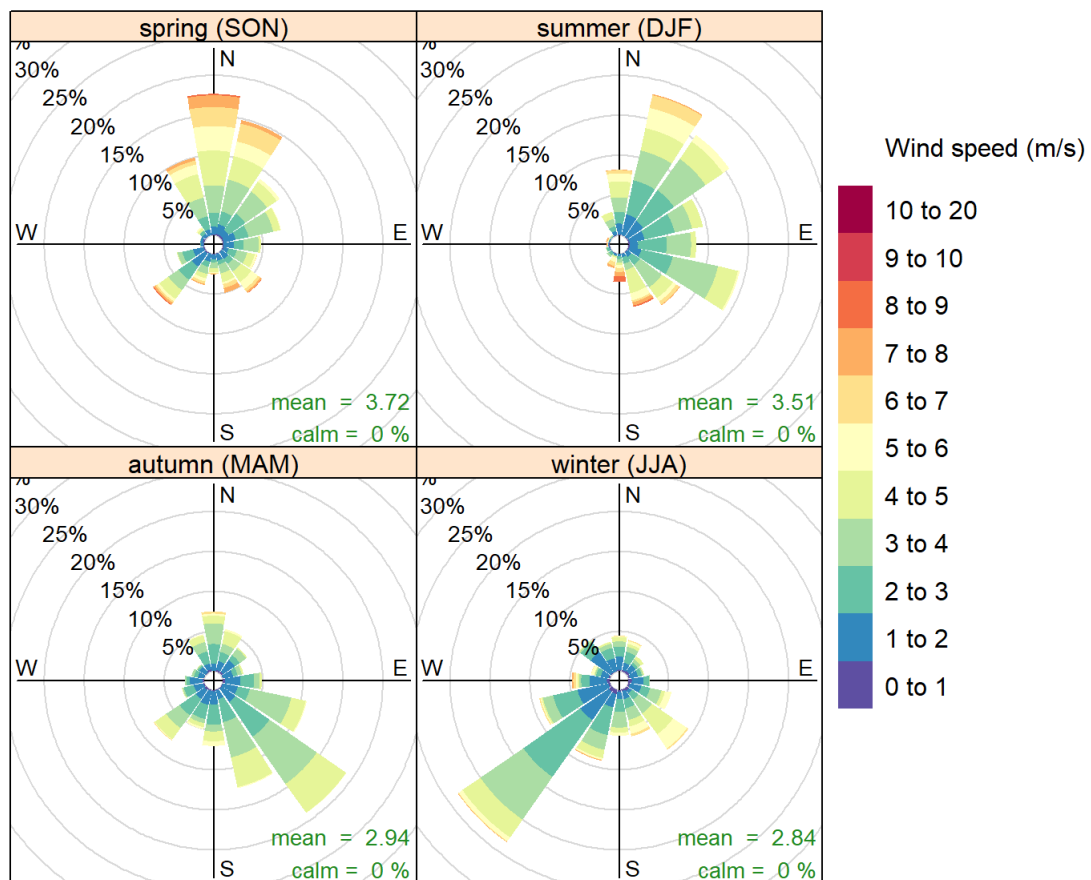 spring (SON)
%
30%
25%
20%
15%
10%
5%
N
W
E
S
mean = 3.72
calm = 0 %
summer (DJF)
%
30%
25%
20%
15%
10%
5%
N
W
E
S
mean = 3.51
calm = 0 %
autumn (MAM)
%
30%
25%
20%
15%
10%
5%
N
W
E
S
mean = 2.94
calm = 0 %
winter (JJA)
%
30%
25%
20%
15%
10%
5%
N
W
E
S
mean = 2.84
calm = 0 %
Wind speed (m/s)
10 to 20
9 to 10
8 to 9
7 to 8
6 to 7
5 to 6
4 to 5
3 to 4
2 to 3
1 to 2
0 to 1